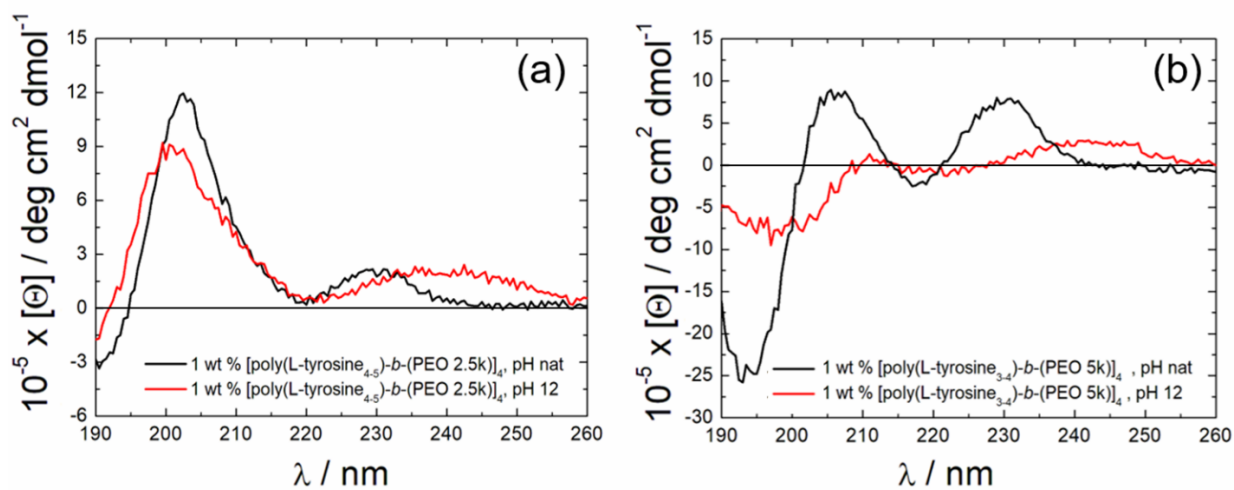 (a)
10⁻⁵ x [Θ] / deg cm² dmol⁻¹
15
12
9
6
3
0
-3
-6
1 wt % [poly(L-tyrosine₄₋₅)-b-(PEO 2.5k)]₄, pH nat
1 wt % [poly(L-tyrosine₄₋₅)-b-(PEO 2.5k)]₄, pH 12
190 200 210 220 230 240 250 260
λ / nm
(b)
10⁻⁵ x [Θ] / deg cm² dmol⁻¹
15
10
5
0
-5
-10
-15
-20
-25
-30
1 wt % [poly(L-tyrosine₃₋₄)-b-(PEO 5k)]₄ , pH nat
1 wt % [poly(L-tyrosine₃₋₄)-b-(PEO 5k)]₄ , pH 12
190 200 210 220 230 240 250 260
λ / nm